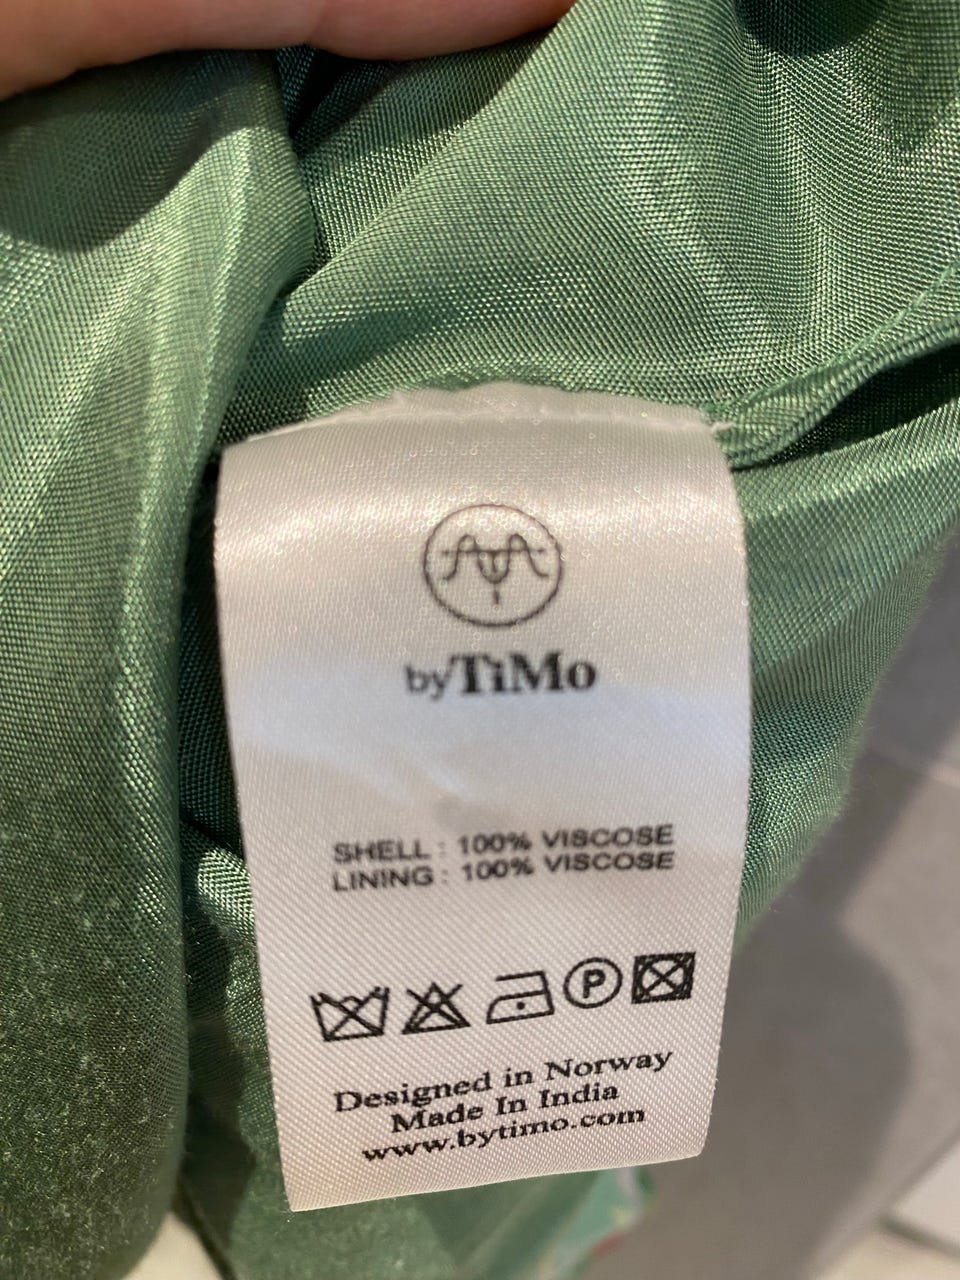 byTiMo
SHELL : 100% VISCOSE
LINING : 100% VISCOSE
P
Designed in Norway
Made In India
www.bytimo.com